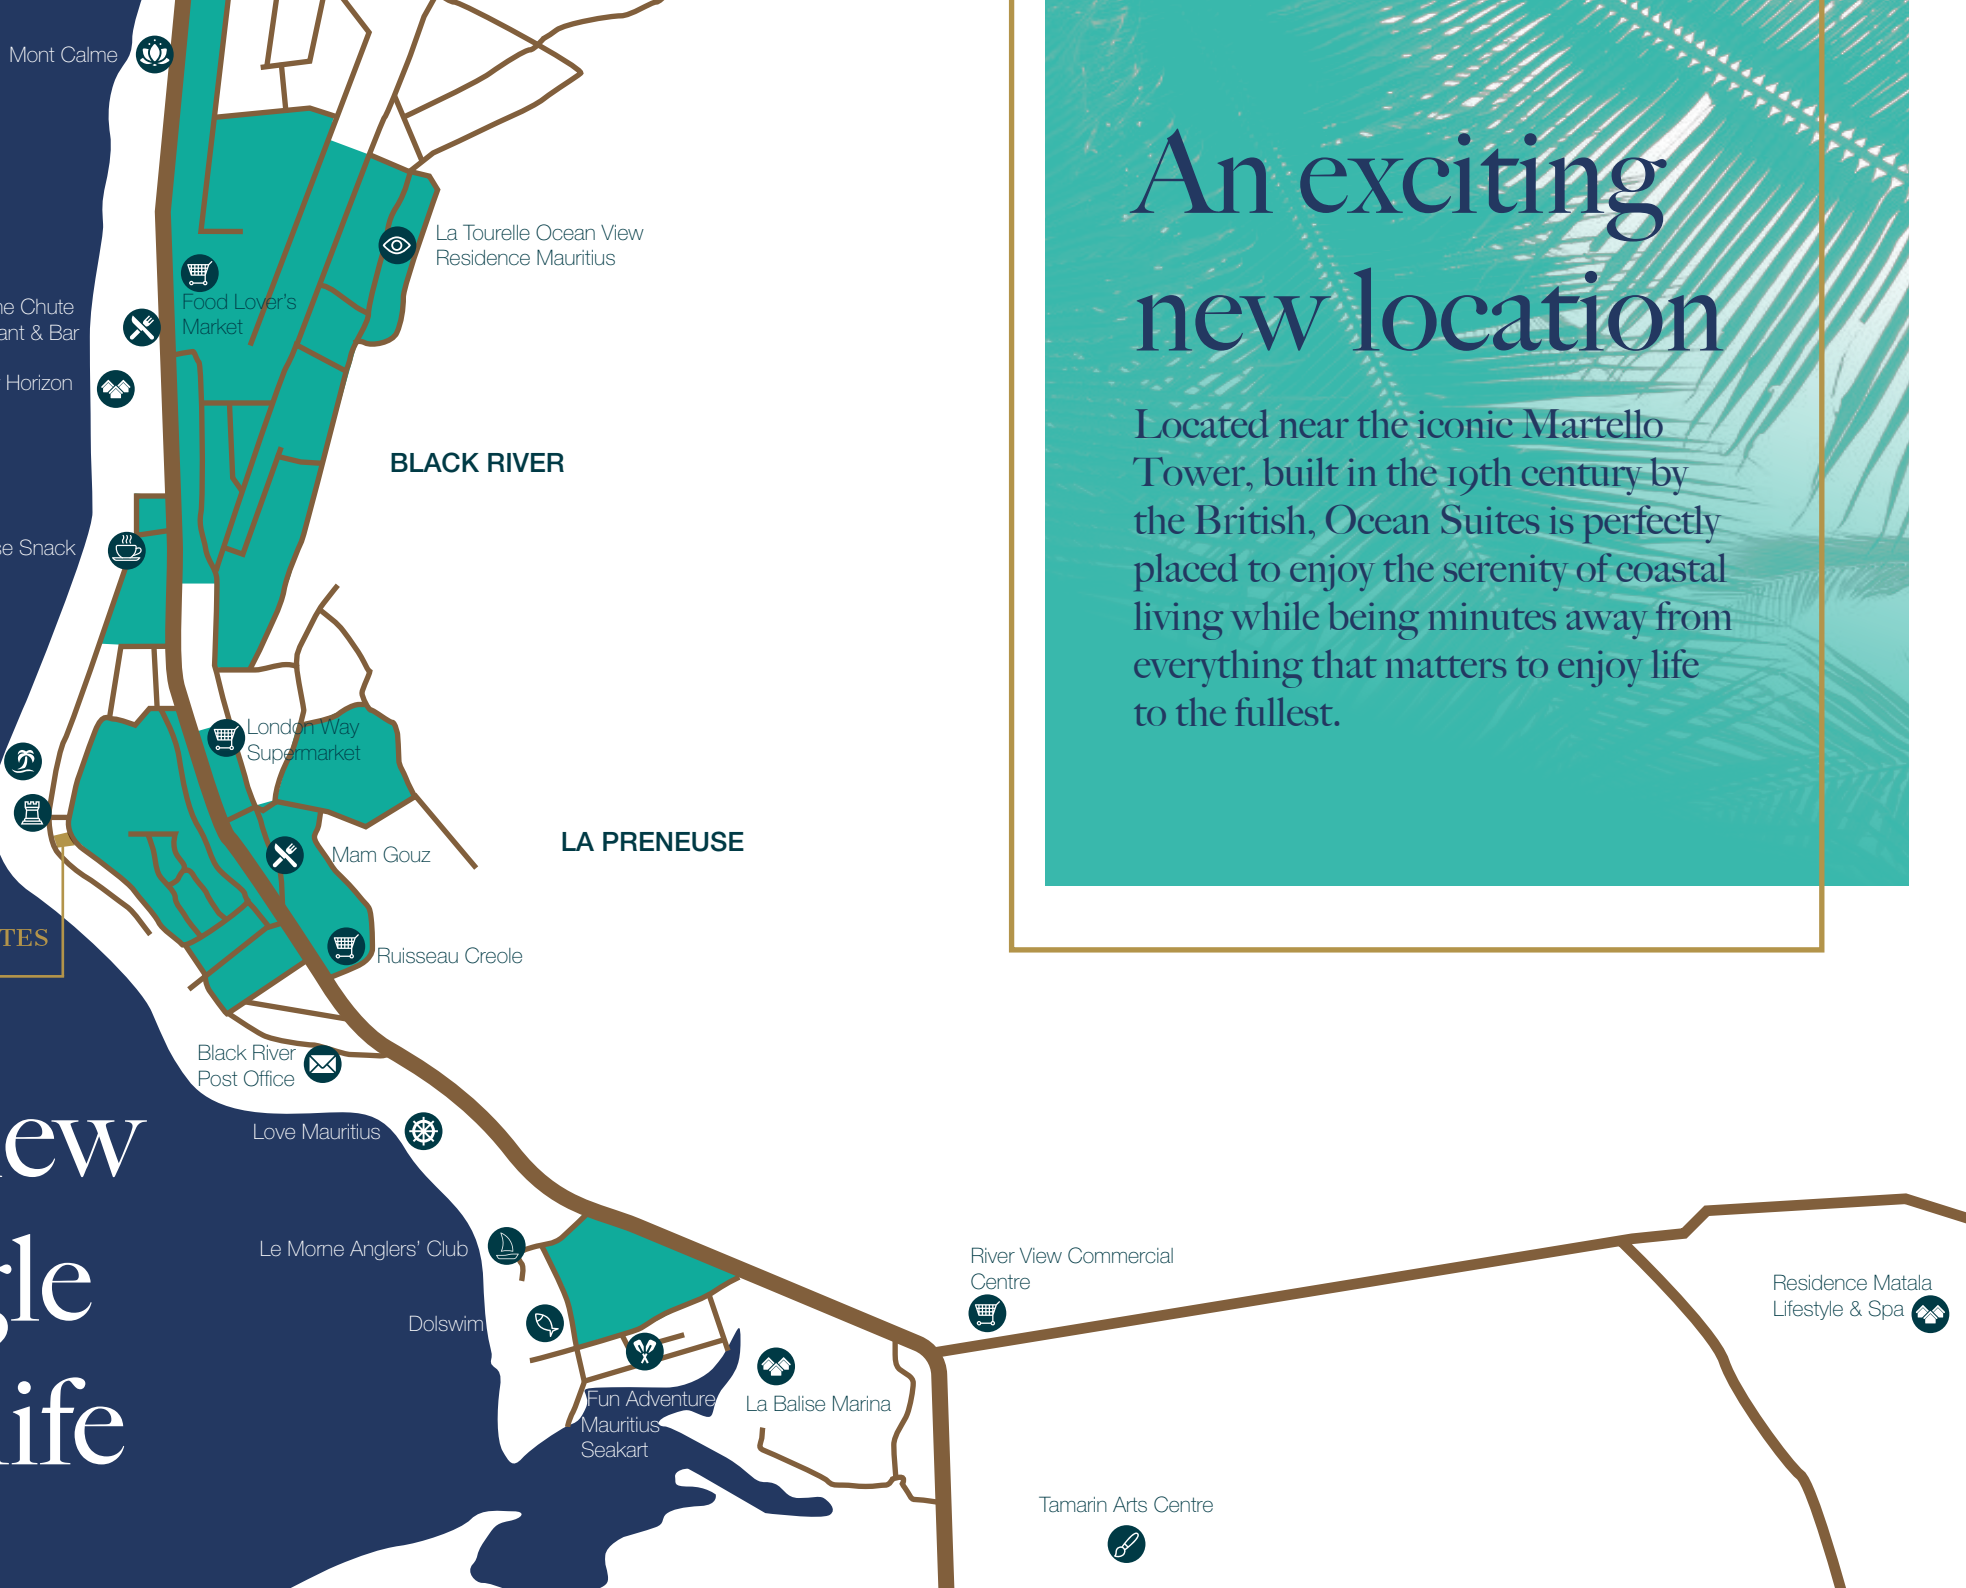 Mont Calme
La Tourelle Ocean View
Residence Mauritius
Food Lover's
Market
Chute
& Bar
Horizon
BLACK RIVER
Snack
London Way
Supermarket
Mam Gouz
LA PRENEUSE
Ruisseau Creole
Black River
Post Office
Love Mauritius
Le Morne Anglers’ Club
Dolswim
Fun Adventure
Mauritius
Seakart
La Balise Marina
River View Commercial
Centre
Residence Matala
Lifestyle & Spa
Tamarin Arts Centre
An exciting
new location
Located near the iconic Martello
Tower, built in the 19th century by
the British, Ocean Suites is perfectly
placed to enjoy the serenity of coastal
living while being minutes away from
everything that matters to enjoy life
to the fullest.